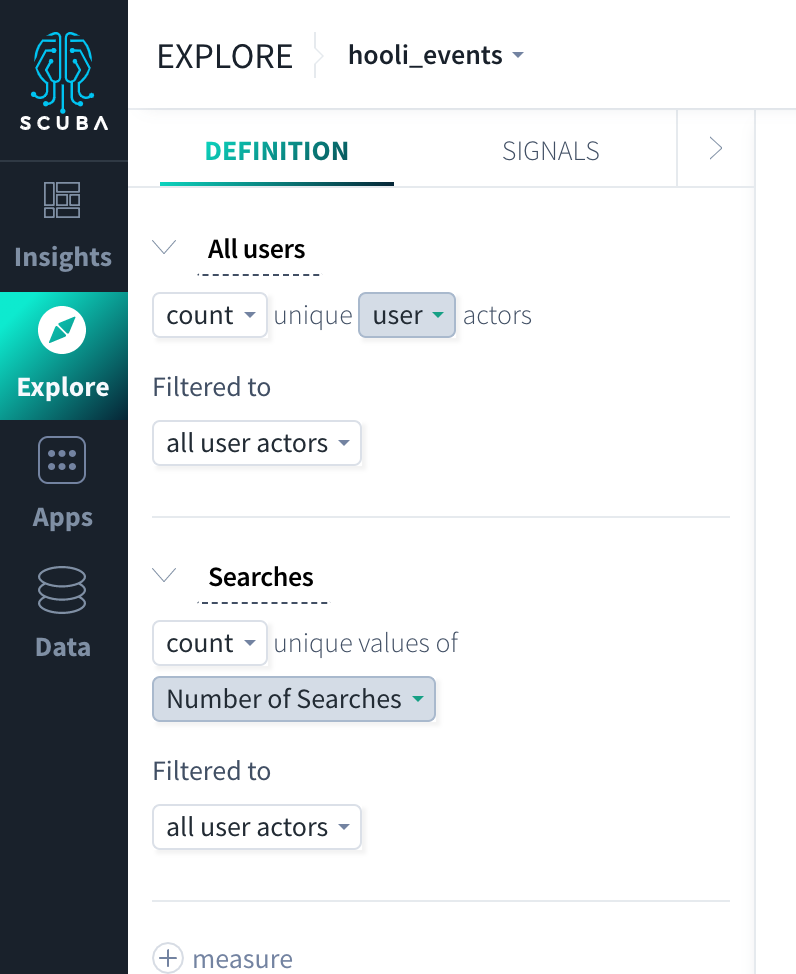 SCUBA
EXPLORE hooli_events
DEFINITION SIGNALS
Insights
Explore
Apps
Data
All users
count unique user actors
Filtered to
all user actors
Searches
count unique values of
Number of Searches
Filtered to
all user actors
measure